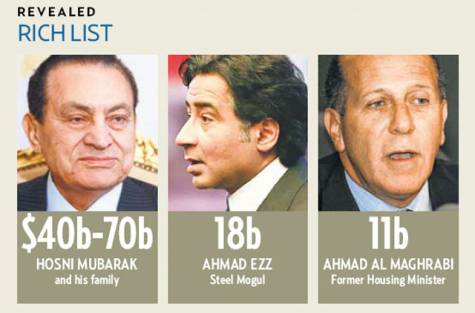 REVEALED
RICH LIST
$40b-70b
HOSNI MUBARAK
and his family
18b
AHMAD EZZ
Steel Mogul
11b
AHMAD AL MAGHRABI
Former Housing Minister